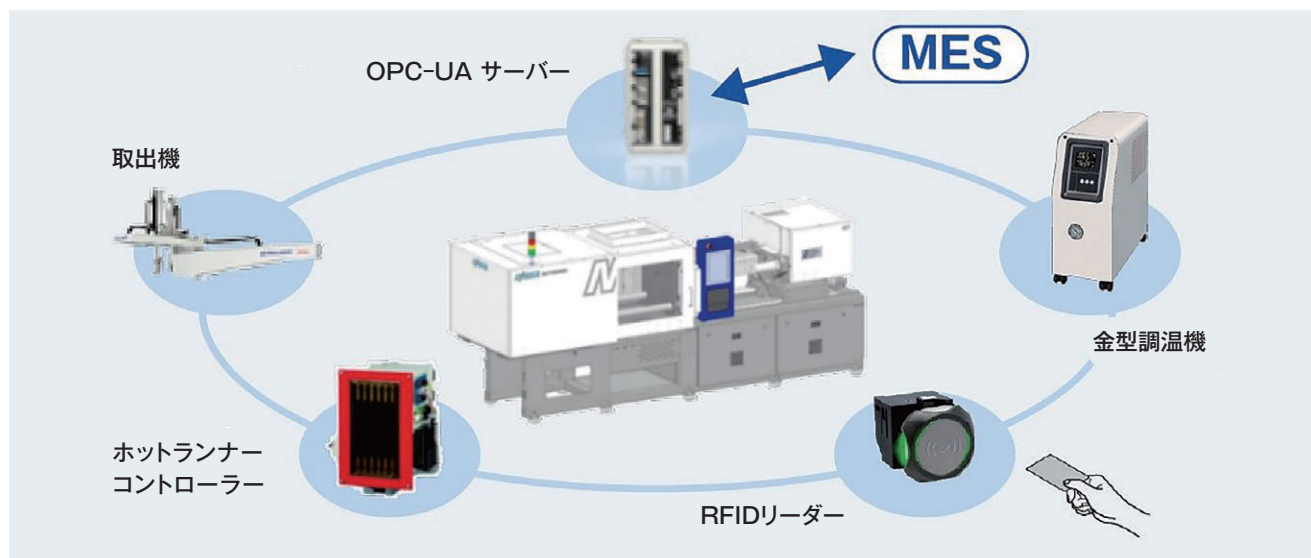 OPC-UA サーバー
MES
取出機
金型調温機
ホットランナー
コントローラー
RFIDリーダー
N